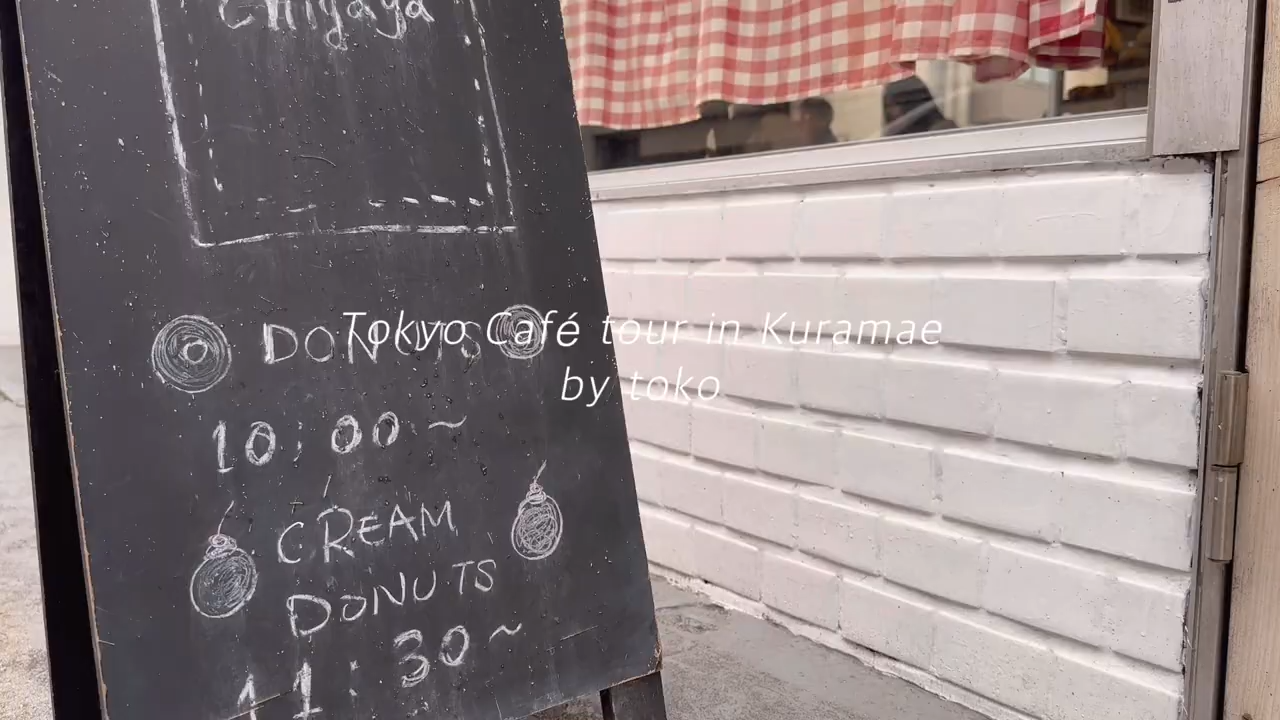 chigaya
DONUTS
10:00~
CREAM
DONUTS
11:30~
Tokyo Café tour in Kuramae
by toko